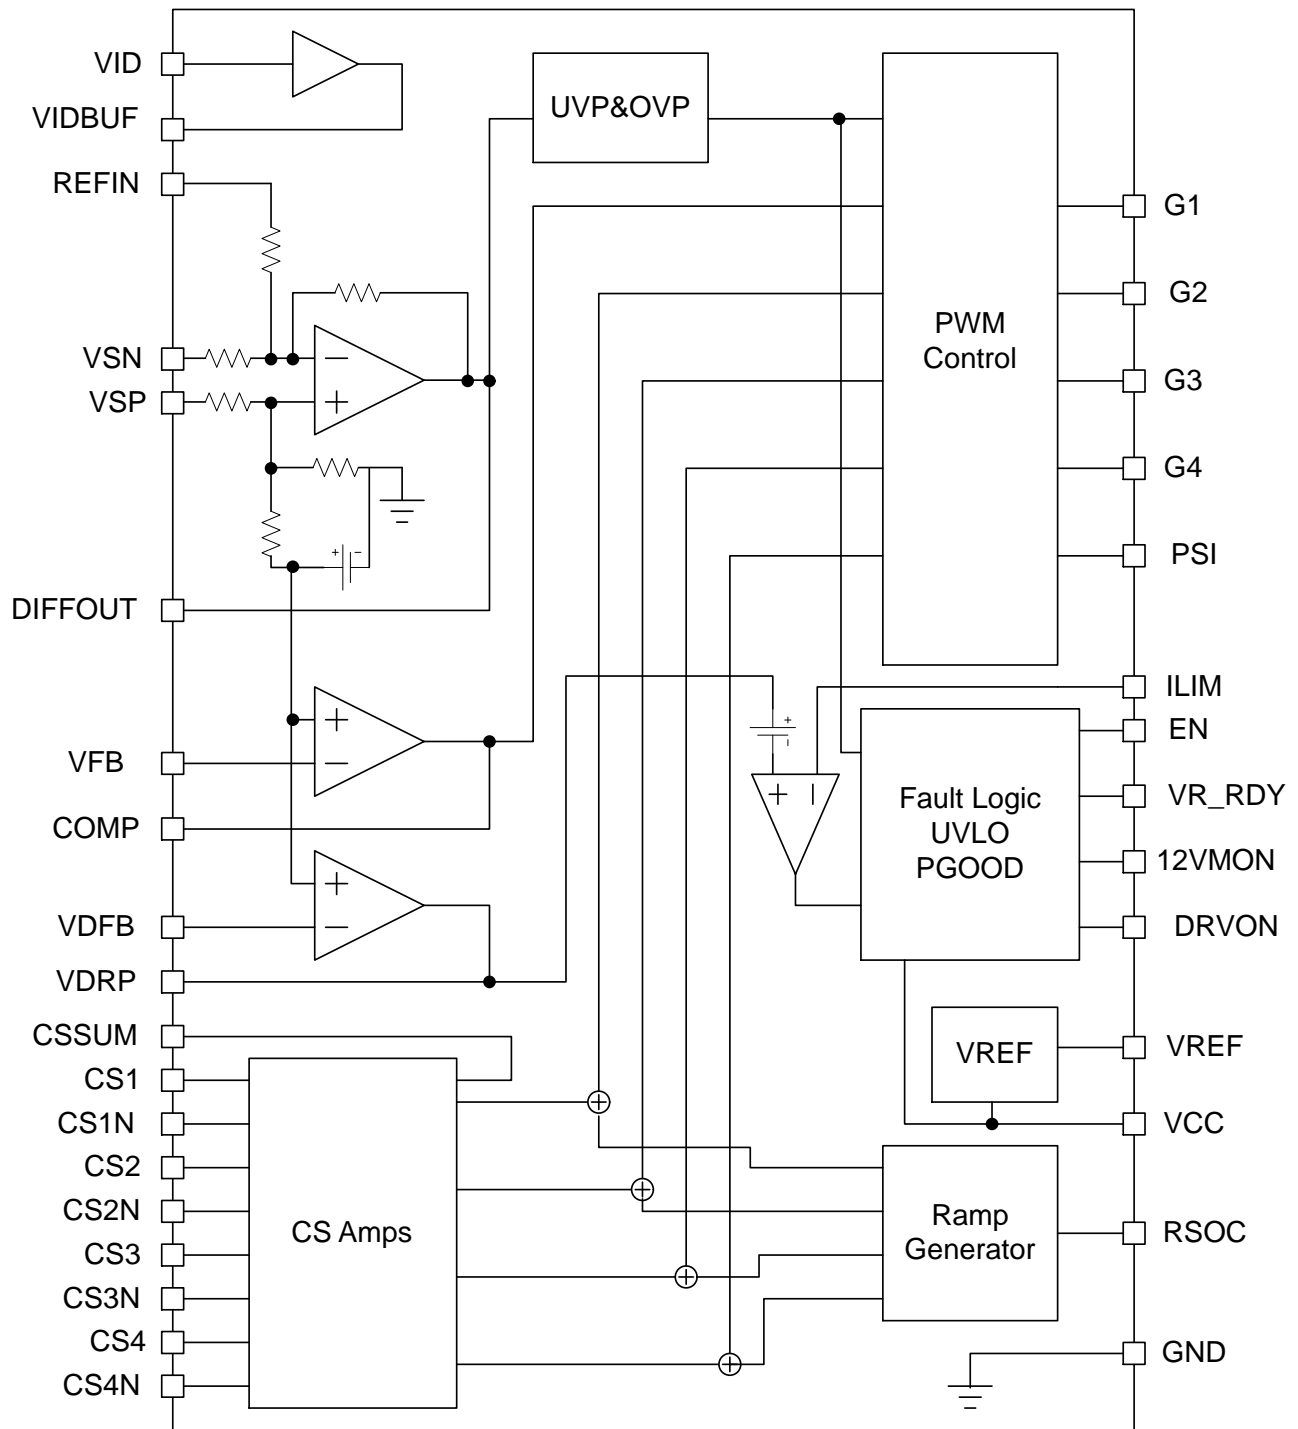 VID
VIDBUF
REFIN
VSN
VSP
DIFFOUT
VFB
COMP
VDFB
VDRP
CSSUM
CS1
CS1N
CS2
CS2N
CS3
CS3N
CS4
CS4N
UVP&OVP
PWM
Control
Fault Logic
UVLO
PGOOD
VREF
CS Amps
Ramp
Generator
G1
G2
G3
G4
PSI
ILIM
EN
VR_RDY
12VMON
DRVON
VREF
VCC
RSOC
GND